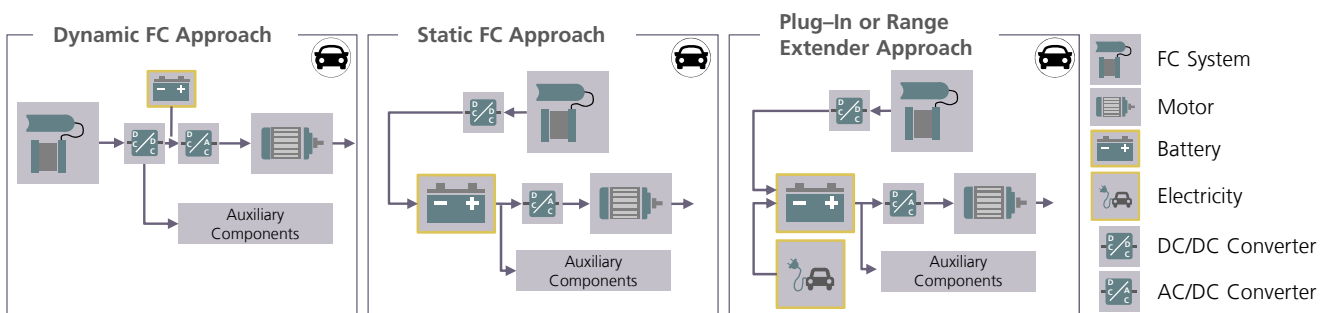 Dynamic FC Approach
Auxiliary
Components
Static FC Approach
Auxiliary
Components
Plug–In or Range
Extender Approach
Auxiliary
Components
FC System
Motor
Battery
Electricity
DC/DC Converter
AC/DC Converter